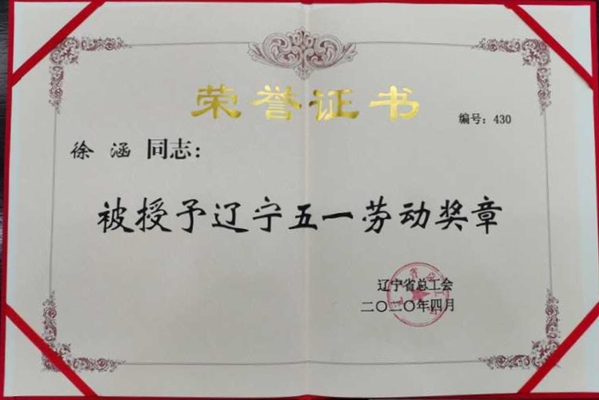 荣誉证书
编号：430
徐 涵 同志：
被授予辽宁五一劳动奖章
辽宁省总工会
二〇二〇年四月